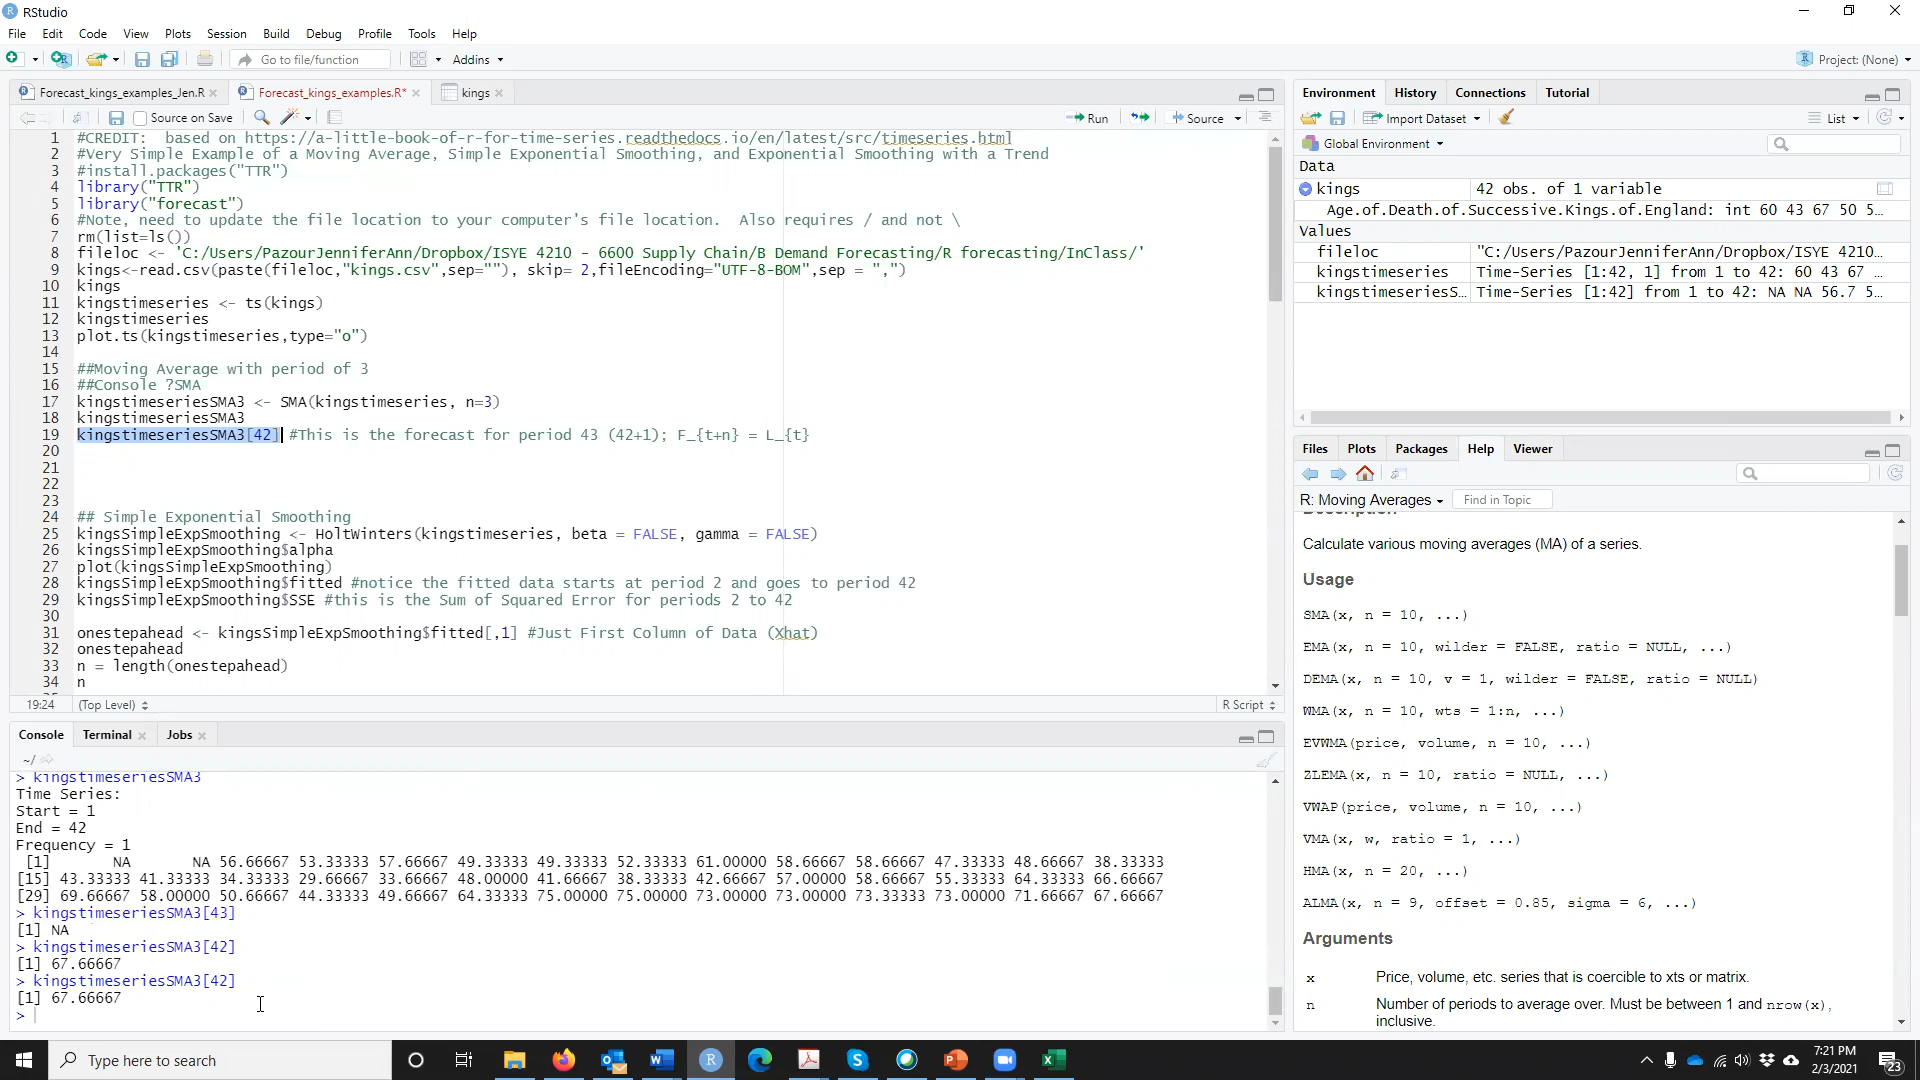 RStudio
File Edit Code View Plots Session Build Debug Profile Tools Help
Go to file/function Addins Project: (None)
Forecast_kings_examples_Jen.R Forecast_kings_examples.R* kings
Source on Save Run Source
1 #CREDIT:  based on https://a-little-book-of-r-for-time-series.readthedocs.io/en/latest/src/timeseries.html
2 #Very Simple Example of a Moving Average, Simple Exponential Smoothing, and Exponential Smoothing with a Trend
3 #install.packages("TTR")
4 library("TTR")
5 library("forecast")
6 #Note, need to update the file location to your computer's file location.  Also requires / and not \
7 rm(list=ls())
8 fileloc <- 'C:/Users/PazourJenniferAnn/Dropbox/ISYE 4210 - 6600 Supply Chain/B Demand Forecasting/R forecasting/InClass/'
9 kings<-read.csv(paste(fileloc,"kings.csv",sep=""), skip= 2,fileEncoding="UTF-8-BOM",sep = ",")
10 kings
11 kingstimeseries <- ts(kings)
12 kingstimeseries
13 plot.ts(kingstimeseries,type="o")
14
15 ##Moving Average with period of 3
16 ##Console ?SMA
17 kingstimeseriesSMA3 <- SMA(kingstimeseries, n=3)
18 kingstimeseriesSMA3
19 kingstimeseriesSMA3[42] #This is the forecast for period 43 (42+1); F_{t+n} = L_{t}
20
21
22
23
24 ## Simple Exponential Smoothing
25 kingsSimpleExpSmoothing <- HoltWinters(kingstimeseries, beta = FALSE, gamma = FALSE)
26 kingsSimpleExpSmoothing$alpha
27 plot(kingsSimpleExpSmoothing)
28 kingsSimpleExpSmoothing$fitted #notice the fitted data starts at period 2 and goes to period 42
29 kingsSimpleExpSmoothing$SSE #this is the Sum of Squared Error for periods 2 to 42
30
31 onestepahead <- kingsSimpleExpSmoothing$fitted[,1] #Just First Column of Data (Xhat)
32 onestepahead
33 n = length(onestepahead)
34 n
19:24 (Top Level) R Script
Console Terminal Jobs
~/
> kingstimeseriesSMA3
Time Series:
Start = 1
End = 42
Frequency = 1
[1] NA NA 56.66667 53.33333 57.66667 49.33333 49.33333 52.33333 61.00000 58.66667 58.66667 47.33333 48.66667 38.33333
[15] 43.33333 41.33333 34.33333 29.66667 33.66667 48.00000 41.66667 38.33333 42.66667 57.00000 58.66667 55.33333 64.33333 66.66667
[29] 69.66667 58.00000 50.66667 44.33333 49.66667 64.33333 75.00000 75.00000 73.00000 73.00000 73.33333 73.00000 71.66667 67.66667
> kingstimeseriesSMA3[43]
[1] NA
> kingstimeseriesSMA3[42]
[1] 67.66667
> kingstimeseriesSMA3[42]
[1] 67.66667
>
Environment History Connections Tutorial
Import Dataset List
Global Environment
Data
kings 42 obs. of 1 variable
Age.of.Death.of.Successive.Kings.of.England: int 60 43 67 50 5…
Values
fileloc "C:/Users/PazourJenniferAnn/Dropbox/ISYE 4210…
kingstimeseries Time-Series [1:42, 1] from 1 to 42: 60 43 67 …
kingstimeseriesS… Time-Series [1:42] from 1 to 42: NA NA 56.7 5…
Files Plots Packages Help Viewer
R: Moving Averages Find in Topic
Description
Calculate various moving averages (MA) of a series.
Usage
SMA(x, n = 10, ...)
EMA(x, n = 10, wilder = FALSE, ratio = NULL, ...)
DEMA(x, n = 10, v = 1, wilder = FALSE, ratio = NULL)
WMA(x, n = 10, wts = 1:n, ...)
EVWMA(price, volume, n = 10, ...)
ZLEMA(x, n = 10, ratio = NULL, ...)
VWAP(price, volume, n = 10, ...)
VMA(x, w, ratio = 1, ...)
HMA(x, n = 20, ...)
ALMA(x, n = 9, offset = 0.85, sigma = 6, ...)
Arguments
x Price, volume, etc. series that is coercible to xts or matrix.
n Number of periods to average over. Must be between 1 and nrow(x),
inclusive.
Type here to search
7:21 PM
2/3/2021
23